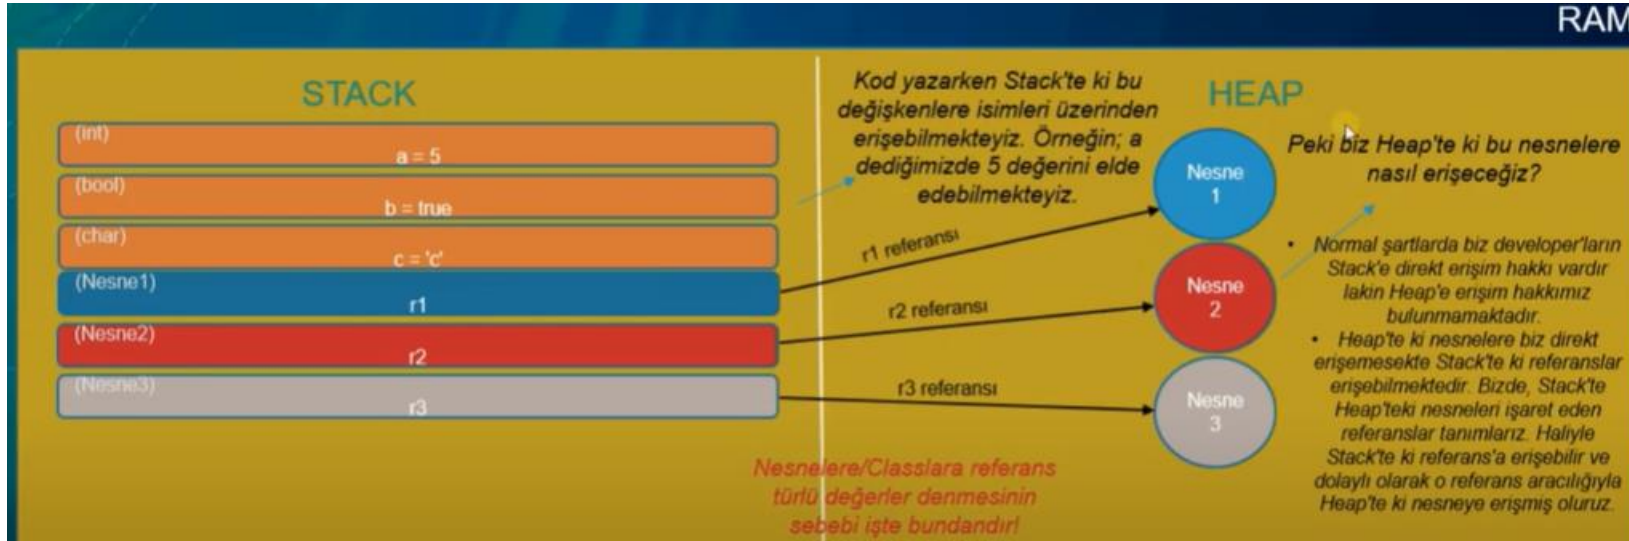 RAM
STACK
(int)
a = 5
(bool)
b = true
(char)
c = 'c'
(Nesne1)
r1
(Nesne2)
r2
(Nesne3)
r3
Kod yazarken Stack'te ki bu
değişkenlere isimleri üzerinden
erişebilmekteyiz. Örneğin; a
dediğimizde 5 değerini elde
edebilmekteyiz.
r1 referansı
r2 referansı
r3 referansı
Nesnelere/Classlara referans
türlü değerler denmesinin
sebebi işte bundandır!
HEAP
Nesne
1
Nesne
2
Nesne
3
Peki biz Heap'te ki bu nesnelere
nasıl erişeceğiz?
• Normal şartlarda biz developer'ların
Stack'e direkt erişim hakkı vardır
lakin Heap'e erişim hakkımız
bulunmamaktadır.
• Heap'te ki nesnelere biz direkt
erişemesekte Stack'te ki referanslar
erişebilmektedir. Bizde, Stack'te
Heap'teki nesneleri işaret eden
referanslar tanımlarız. Haliyle
Stack'te ki referans'a erişebilir ve
dolaylı olarak o referans aracılığıyla
Heap'te ki nesneye erişmiş oluruz.